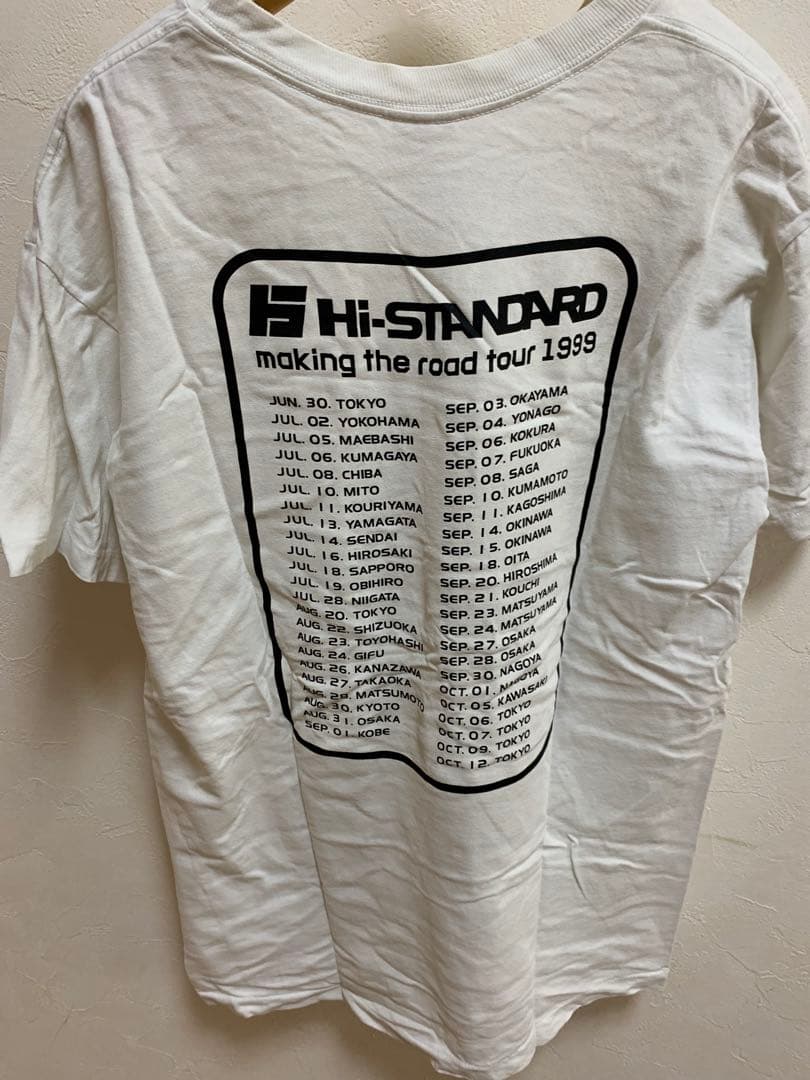 Hi-STANDARD
making the road tour 1999
JUN. 30. TOKYO
JUL. 02. YOKOHAMA
JUL. 05. MAEBASHI
JUL. 06. KUMAGAYA
JUL. 08. CHIBA
JUL. 10. MITO
JUL. 11. KOURIYAMA
JUL. 13. YAMAGATA
JUL. 14. SENDAI
JUL. 16. HIROSAKI
JUL. 18. SAPPORO
JUL. 19. OBIHIRO
JUL. 28. NIIGATA
AUG. 20. TOKYO
AUG. 22. SHIZUOKA
AUG. 23. TOYOHASHI
AUG. 24. GIFU
AUG. 26. KANAZAWA
AUG. 27. TAKAOKA
AUG. 29. MATSUMOTO
AUG. 30. KYOTO
AUG. 31. OSAKA
SEP. 01. KOBE
SEP. 03. OKAYAMA
SEP. 04. YONAGO
SEP. 06. KOKURA
SEP. 07. FUKUOKA
SEP. 08. SAGA
SEP. 10. KUMAMOTO
SEP. 11. KAGOSHIMA
SEP. 14. OKINAWA
SEP. 15. OKINAWA
SEP. 18. OITA
SEP. 20. HIROSHIMA
SEP. 21. KOUCHI
SEP. 23. MATSUYAMA
SEP. 24. MATSUYAMA
SEP. 27. OSAKA
SEP. 28. OSAKA
SEP. 30. NAGOYA
OCT. 01. NAGOYA
OCT. 05. KAWASAKI
OCT. 06. TOKYO
OCT. 07. TOKYO
OCT. 09. TOKYO
OCT. 12. TOKYO